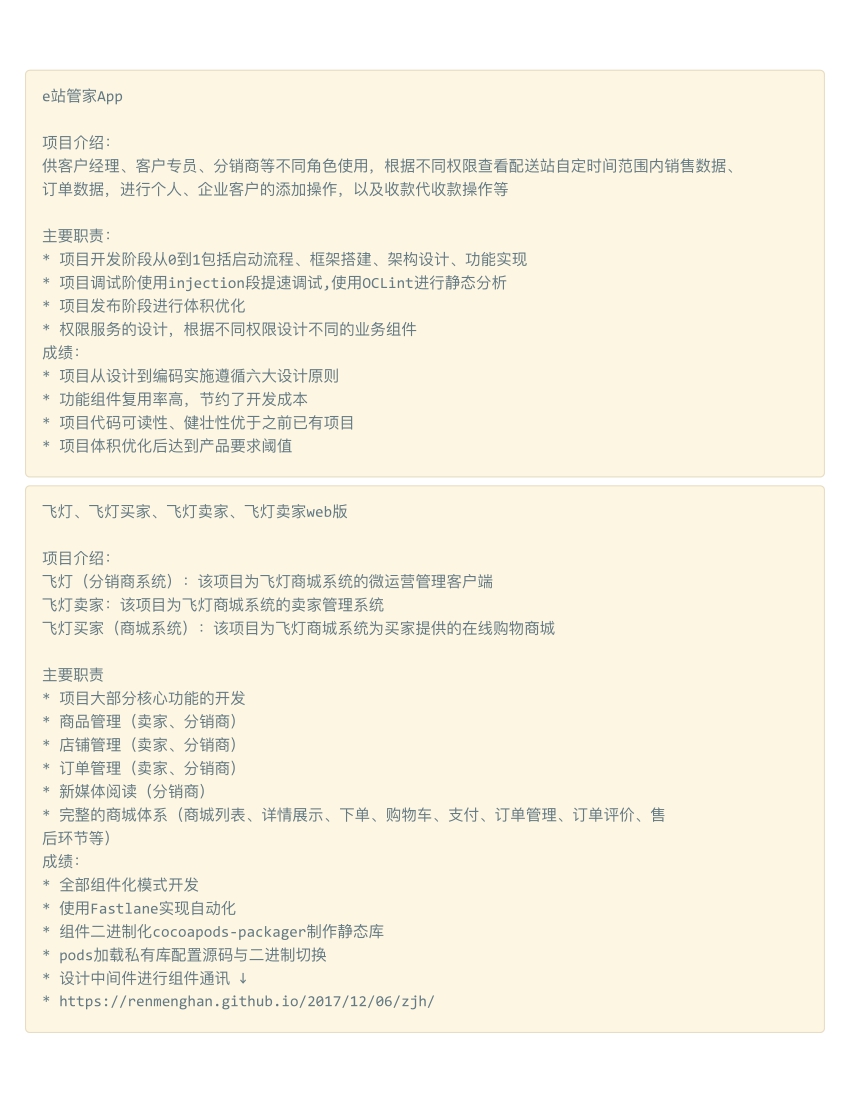 e站管家App
项目介绍：
供客户经理、客户专员、分销商等不同角色使用，根据不同权限查看配送站自定时间范围内销售数据、
订单数据，进行个人、企业客户的添加操作，以及收款代收款操作等
主要职责：
* 项目开发阶段从0到1包括启动流程、框架搭建、架构设计、功能实现
* 项目调试阶使用injection段提速调试,使用OCLint进行静态分析
* 项目发布阶段进行体积优化
* 权限服务的设计，根据不同权限设计不同的业务组件
成绩：
* 项目从设计到编码实施遵循六大设计原则
* 功能组件复用率高，节约了开发成本
* 项目代码可读性、健壮性优于之前已有项目
* 项目体积优化后达到产品要求阈值
飞灯、飞灯买家、飞灯卖家、飞灯卖家web版
项目介绍：
飞灯（分销商系统）：该项目为飞灯商城系统的微运营管理客户端
飞灯卖家：该项目为飞灯商城系统的卖家管理系统
飞灯买家（商城系统）：该项目为飞灯商城系统为买家提供的在线购物商城
主要职责
* 项目大部分核心功能的开发
* 商品管理（卖家、分销商）
* 店铺管理（卖家、分销商）
* 订单管理（卖家、分销商）
* 新媒体阅读（分销商）
* 完整的商城体系（商城列表、详情展示、下单、购物车、支付、订单管理、订单评价、售
后环节等）
成绩：
* 全部组件化模式开发
* 使用Fastlane实现自动化
* 组件二进制化cocoapods-packager制作静态库
* pods加载私有库配置源码与二进制切换
* 设计中间件进行组件通讯 ↓
* https://renmenghan.github.io/2017/12/06/zjh/